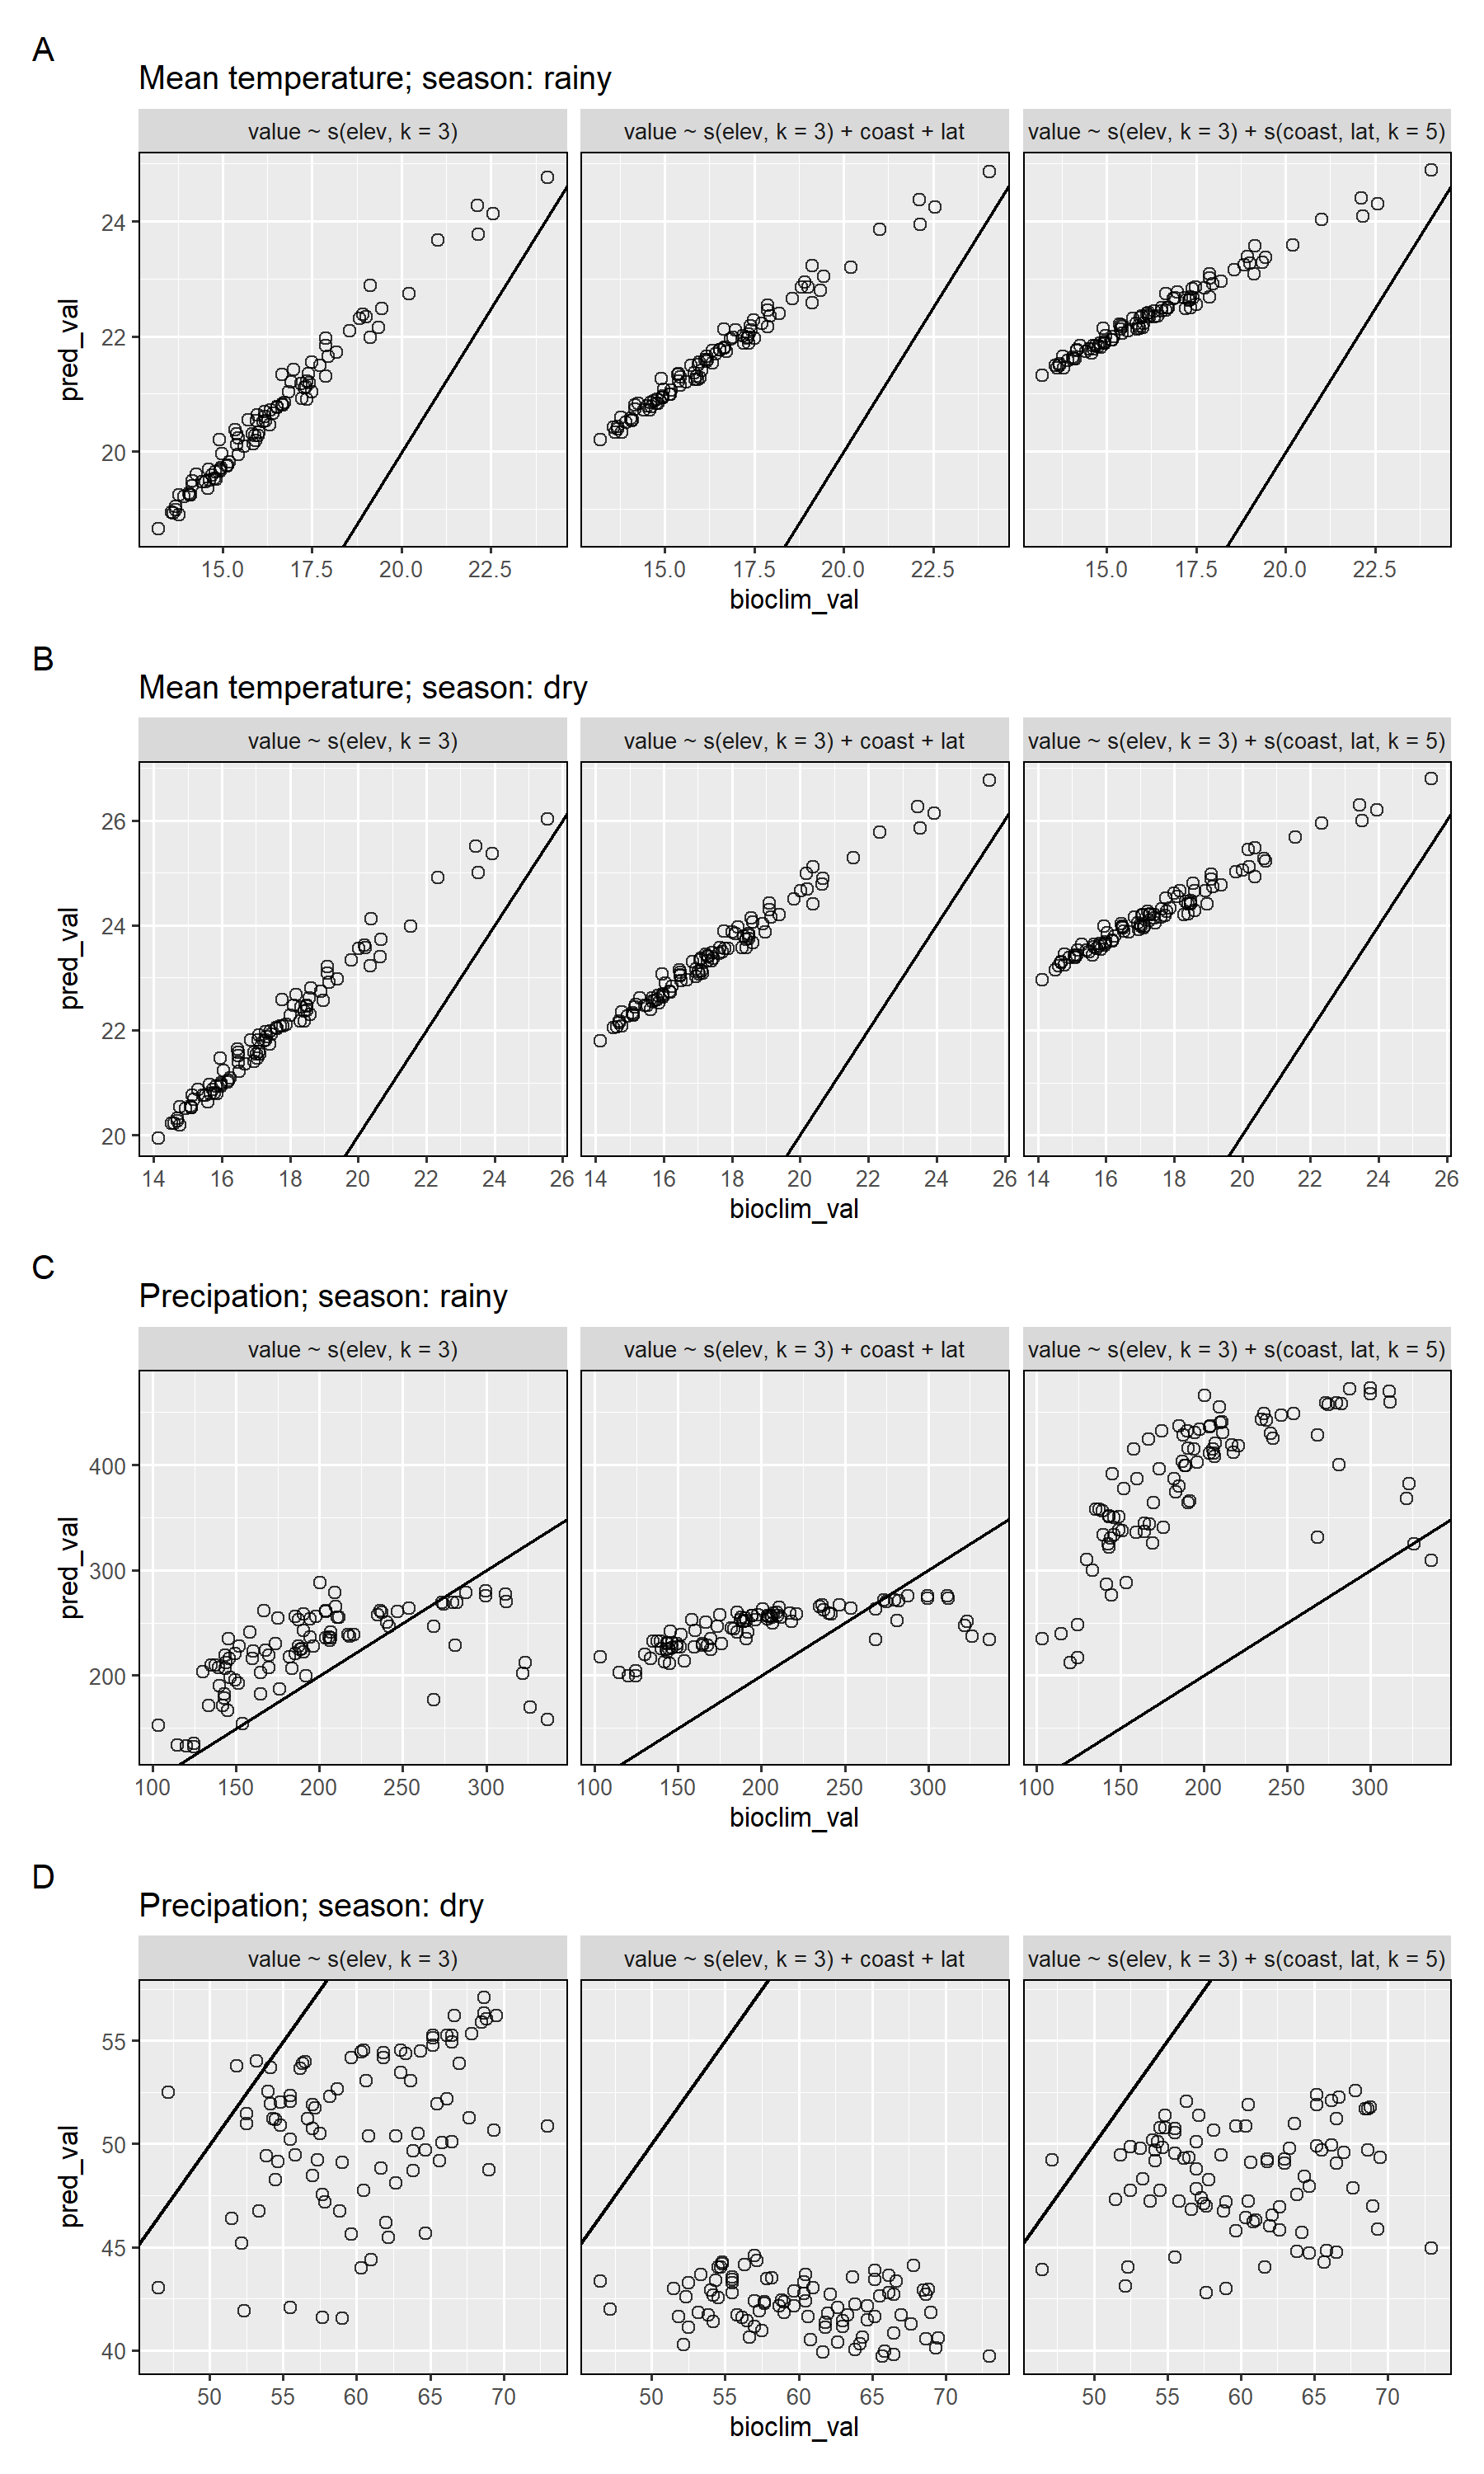 A
Mean temperature; season: rainy
value ~ s(elev, k = 3) value ~ s(elev, k = 3) + coast + lat value ~ s(elev, k = 3) + s(coast, lat, k = 5)
24
22
20
pred_val
15.0 17.5 20.0 22.5 15.0 17.5 20.0 22.5 15.0 17.5 20.0 22.5
bioclim_val
B
Mean temperature; season: dry
value ~ s(elev, k = 3) value ~ s(elev, k = 3) + coast + lat value ~ s(elev, k = 3) + s(coast, lat, k = 5)
26
24
22
20
pred_val
14 16 18 20 22 24 26 14 16 18 20 22 24 26 14 16 18 20 22 24 26
bioclim_val
C
Precipation; season: rainy
value ~ s(elev, k = 3) value ~ s(elev, k = 3) + coast + lat value ~ s(elev, k = 3) + s(coast, lat, k = 5)
400
300
200
pred_val
100 150 200 250 300 100 150 200 250 300 100 150 200 250 300
bioclim_val
D
Precipation; season: dry
value ~ s(elev, k = 3) value ~ s(elev, k = 3) + coast + lat value ~ s(elev, k = 3) + s(coast, lat, k = 5)
55
50
45
40
pred_val
50 55 60 65 70 50 55 60 65 70 50 55 60 65 70
bioclim_val